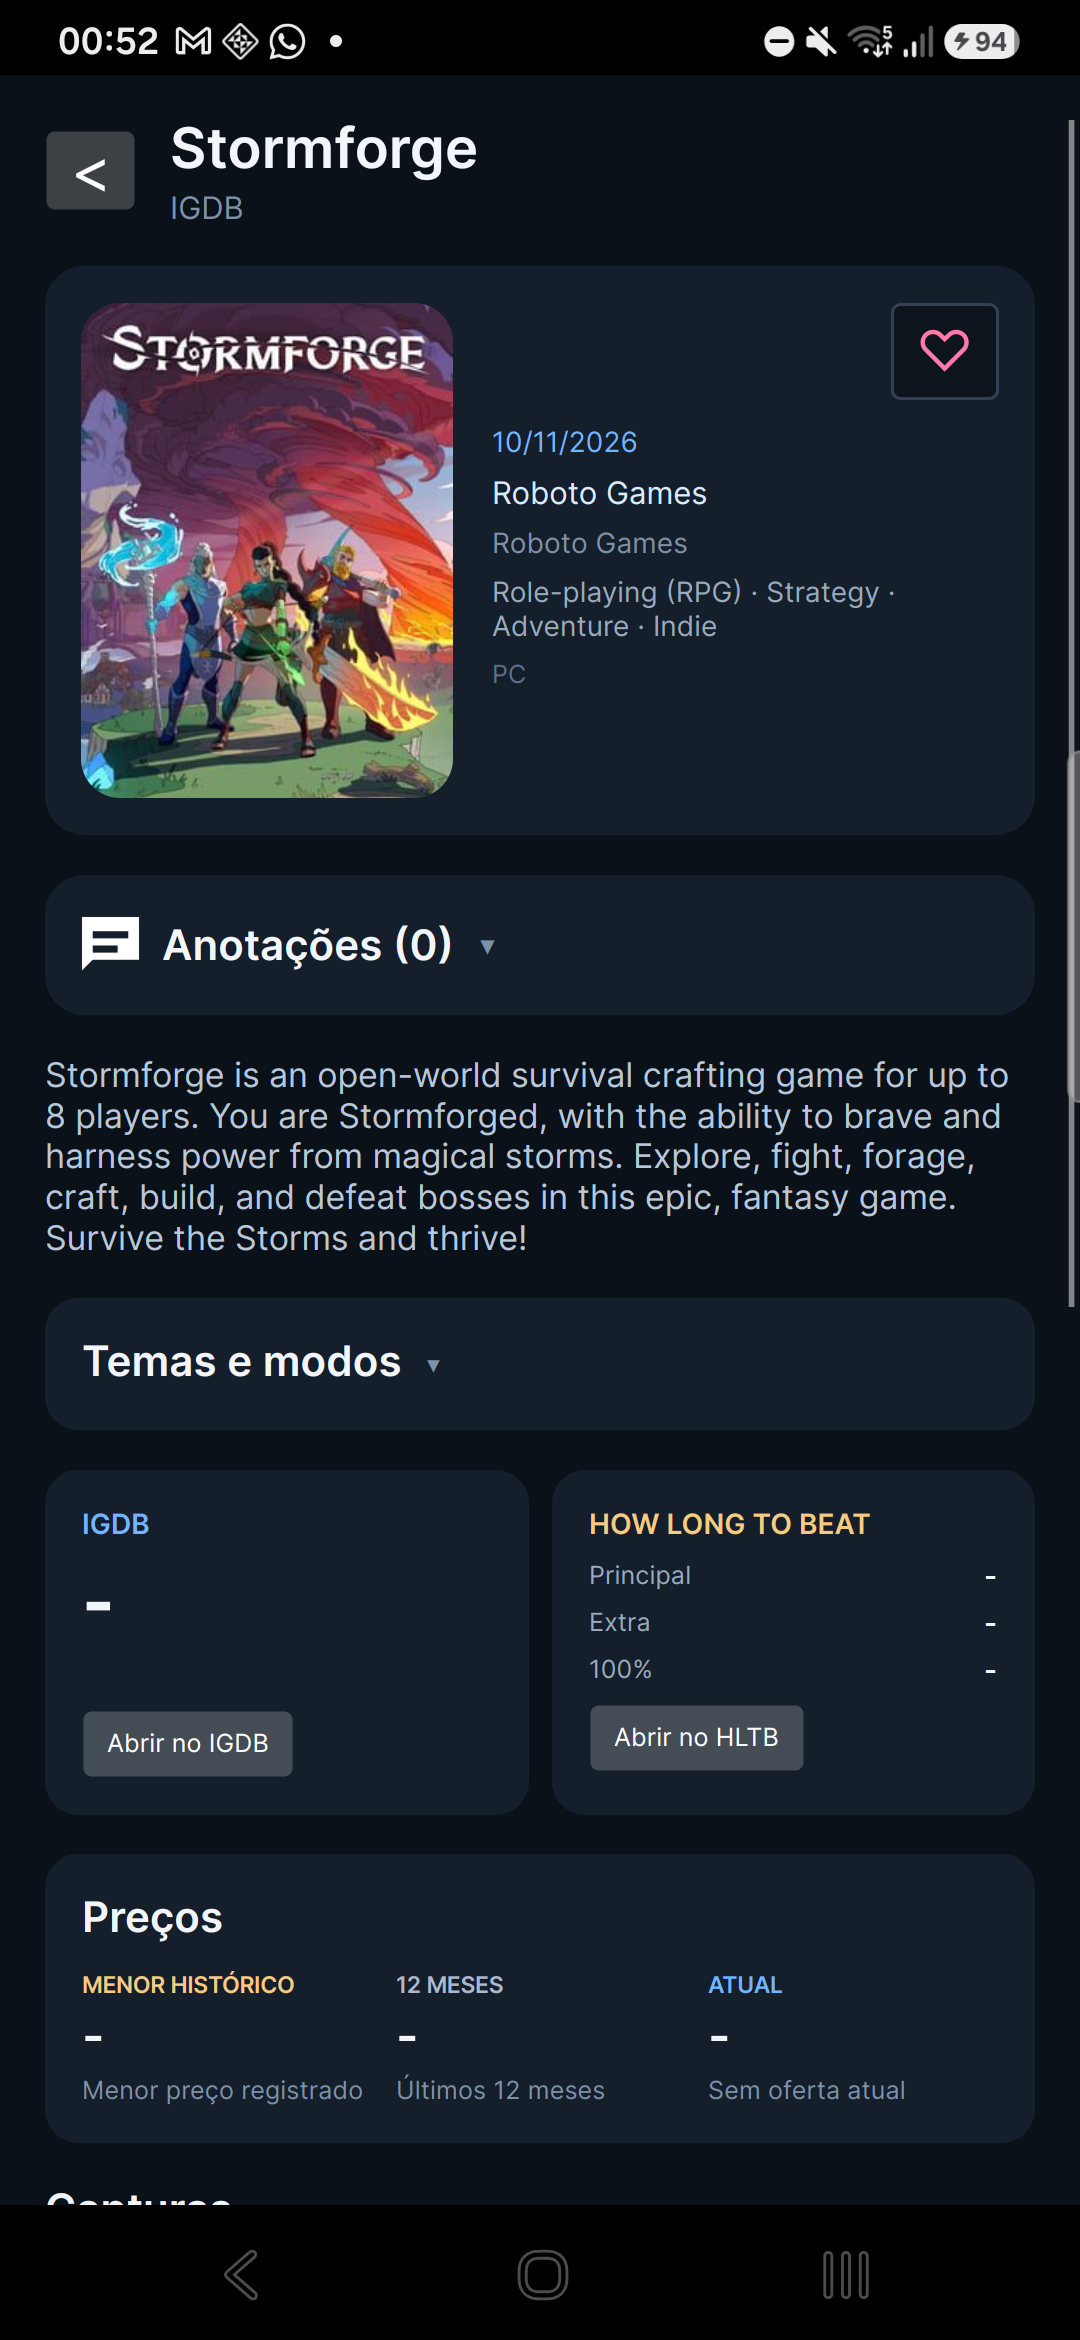 00:52
5
94
<
Stormforge
IGDB
STORMFORGE
10/11/2026
Roboto Games
Roboto Games
Role-playing (RPG) · Strategy ·
Adventure · Indie
PC
Anotações (0)
Stormforge is an open-world survival crafting game for up to
8 players. You are Stormforged, with the ability to brave and
harness power from magical storms. Explore, fight, forage,
craft, build, and defeat bosses in this epic, fantasy game.
Survive the Storms and thrive!
Temas e modos
IGDB
-
Abrir no IGDB
HOW LONG TO BEAT
Principal -
Extra -
100% -
Abrir no HLTB
Preços
MENOR HISTÓRICO 12 MESES ATUAL
- - -
Menor preço registrado Últimos 12 meses Sem oferta atual